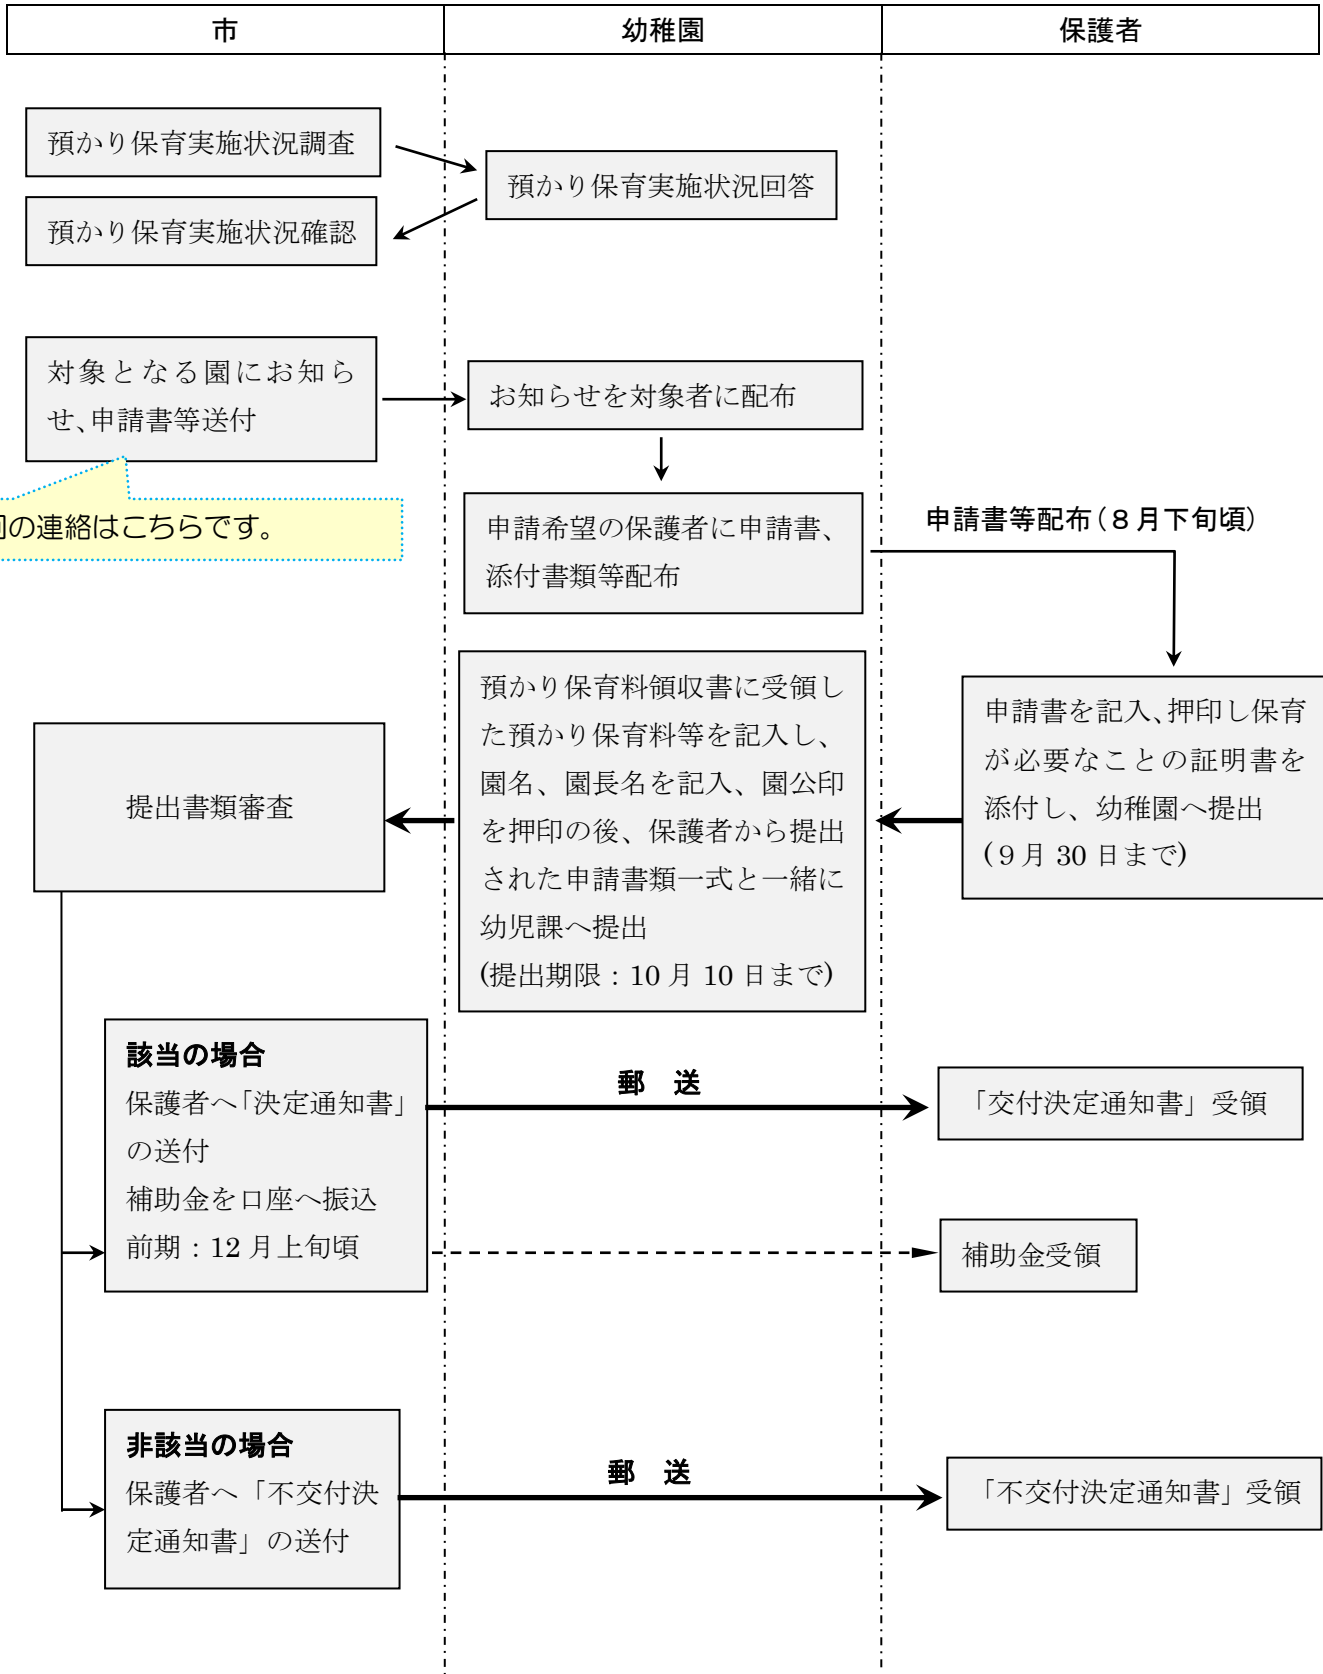 市
幼稚園
保護者
預かり保育実施状況調査
預かり保育実施状況回答
預かり保育実施状況確認
対象となる園にお知ら
せ、申請書等送付
お知らせを対象者に配布
回の連絡はこちらです。
申請希望の保護者に申請書、
添付書類等配布
申請書等配布（８月下旬頃）
預かり保育料領収書に受領し
た預かり保育料等を記入し、
園名、園長名を記入、園公印
を押印の後、保護者から提出
された申請書類一式と一緒に
幼児課へ提出
(提出期限：10 月 10 日まで)
申請書を記入、押印し保育
が必要なことの証明書を
添付し、幼稚園へ提出
(９月 30 日まで)
提出書類審査
該当の場合
保護者へ「決定通知書」
の送付
補助金を口座へ振込
前期：12 月上旬頃
郵　送
「交付決定通知書」受領
補助金受領
非該当の場合
保護者へ「不交付決
定通知書」の送付
郵　送
「不交付決定通知書」受領